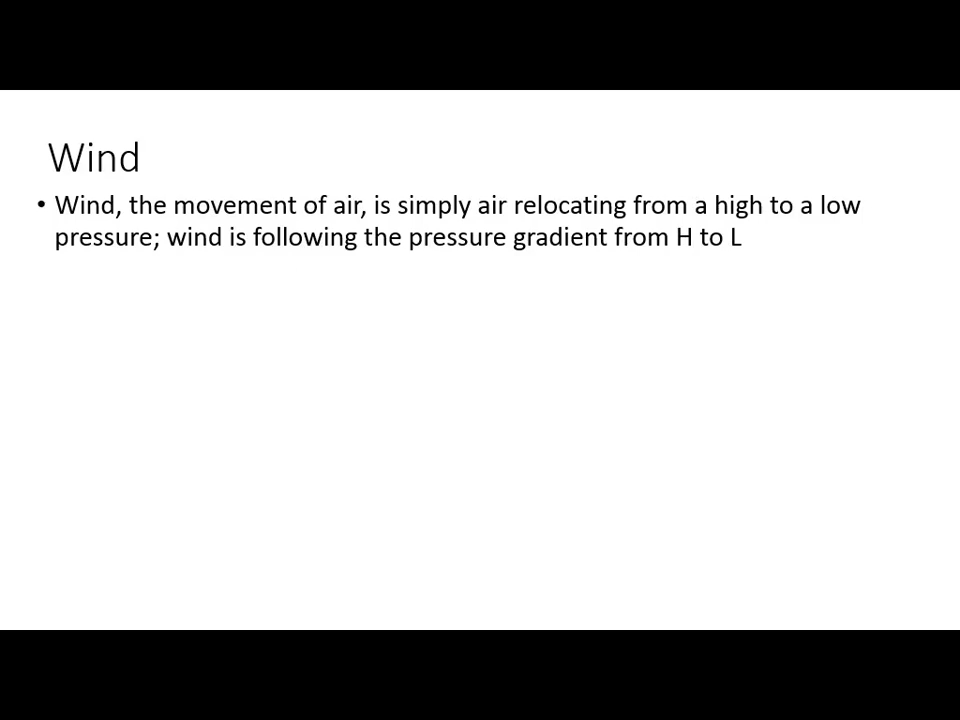 Wind
• Wind, the movement of air, is simply air relocating from a high to a low
pressure; wind is following the pressure gradient from H to L